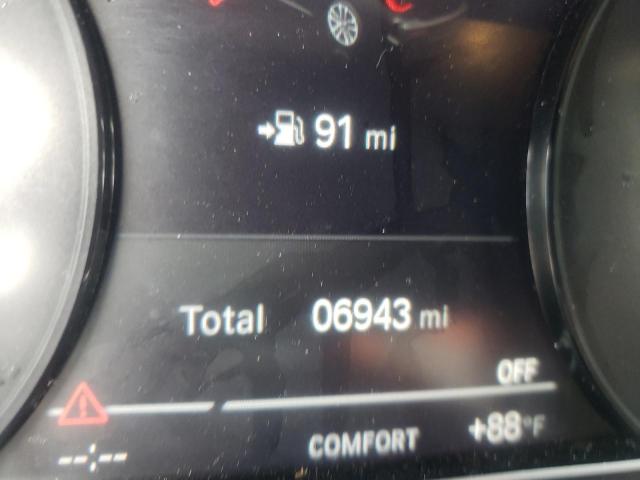 91 mi
Total 06943 mi
OFF
--:--
COMFORT +88°F